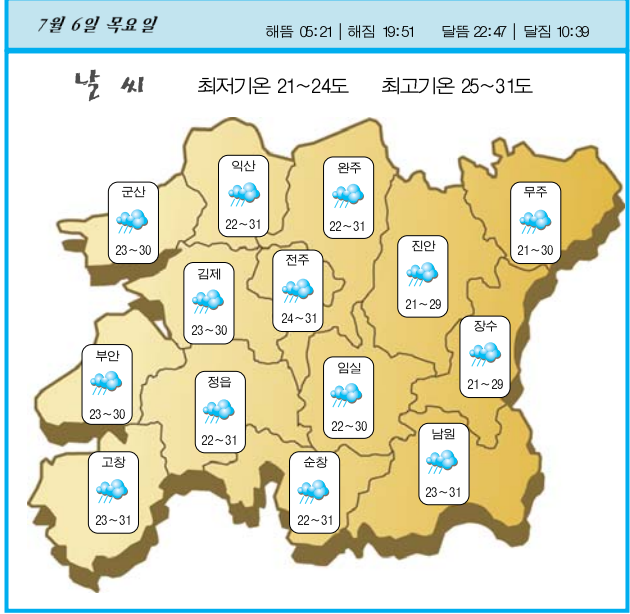 7월 6일 목요일
해뜸 05:21 | 해짐 19:51 달뜸 22:47 | 달짐 10:39
날씨 최저기온 21~24도 최고기온 25~31도
익산
22~31
완주
22~31
군산
23~30
무주
21~30
진안
21~29
전주
24~31
김제
23~30
장수
21~29
부안
23~30
정읍
22~31
임실
22~30
남원
23~31
고창
23~31
순창
22~31